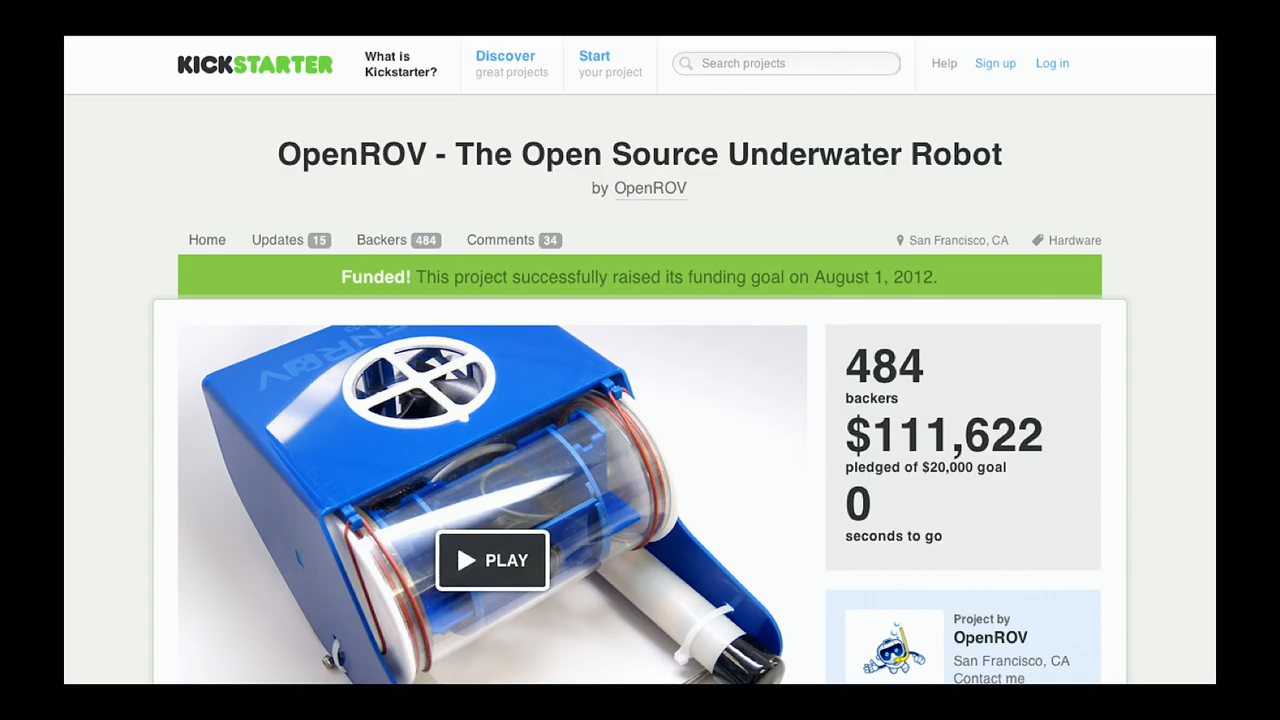 KICKSTARTER
What is
Kickstarter?
Discover
great projects
Start
your project
Search projects
Help
Sign up
Log in
OpenROV - The Open Source Underwater Robot
by OpenROV
Home
Updates 15
Backers 484
Comments 34
San Francisco, CA
Hardware
Funded! This project successfully raised its funding goal on August 1, 2012.
484
backers
$111,622
pledged of $20,000 goal
0
seconds to go
PLAY
Project by
OpenROV
San Francisco, CA
Contact me